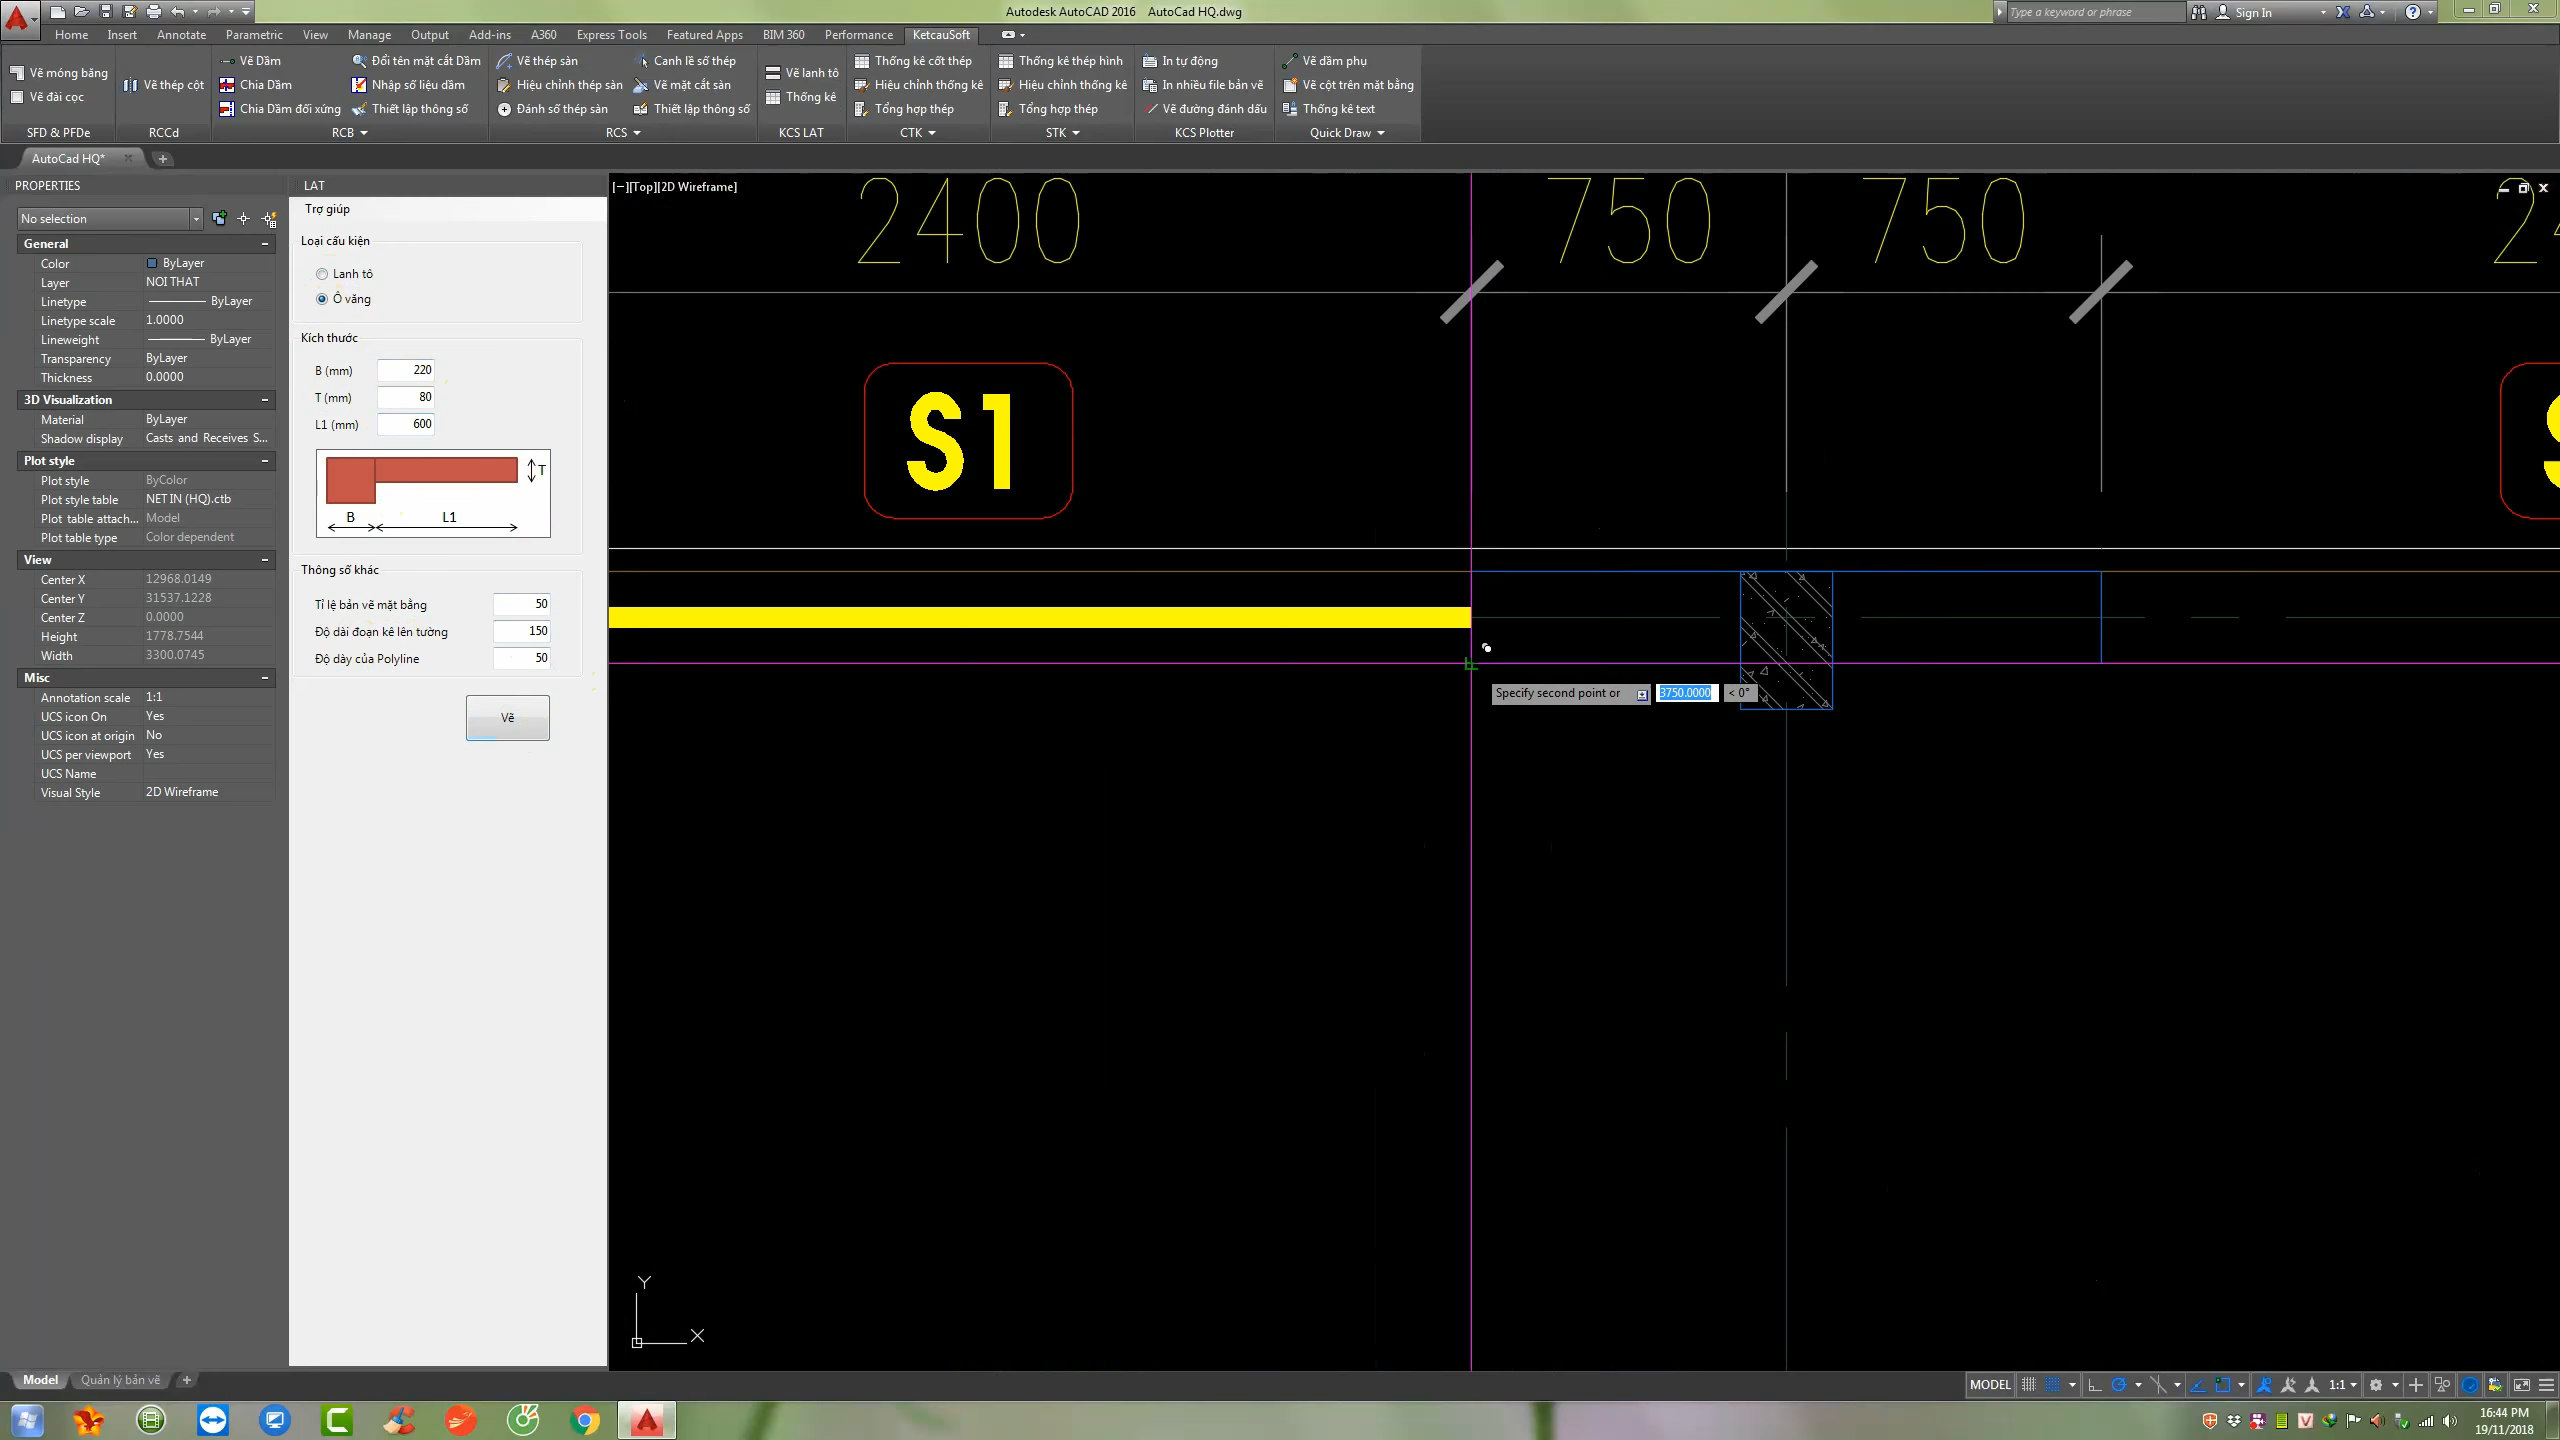 Autodesk AutoCAD 2016 AutoCad HQ.dwg
Type a keyword or phrase
Sign In
Home Insert Annotate Parametric View Manage Output Add-ins A360 Express Tools Featured Apps BIM 360 Performance KetcauSoft
Vẽ móng băng
Vẽ đài cọc
SFD & PFDe
Vẽ thép cột
RCCd
Vẽ Dầm
Chia Dầm
Chia Dầm đối xứng
Đổi tên mặt cắt Dầm
Nhập số liệu dầm
Thiết lập thông số
RCB
Vẽ thép sàn
Hiệu chỉnh thép sàn
Đánh số thép sàn
Canh lề số thép
Vẽ mặt cắt sàn
Thiết lập thông số
RCS
Vẽ lanh tô
Thống kê
KCS LAT
Thống kê cốt thép
Hiệu chỉnh thống kê
Tổng hợp thép
CTK
Thống kê thép hình
Hiệu chỉnh thống kê
Tổng hợp thép
STK
In tự động
In nhiều file bản vẽ
Vẽ đường đánh dấu
KCS Plotter
Vẽ dầm phụ
Vẽ cột trên mặt bằng
Thống kê text
Quick Draw
AutoCad HQ*
PROPERTIES
No selection
General
Color ByLayer
Layer NOI THAT
Linetype ByLayer
Linetype scale 1.0000
Lineweight ByLayer
Transparency ByLayer
Thickness 0.0000
3D Visualization
Material ByLayer
Shadow display Casts and Receives S...
Plot style
Plot style ByColor
Plot style table NET IN (HQ).ctb
Plot table attach... Model
Plot table type Color dependent
View
Center X 12968.0149
Center Y 31537.1228
Center Z 0.0000
Height 1778.7544
Width 3300.0745
Misc
Annotation scale 1:1
UCS icon On Yes
UCS icon at origin No
UCS per viewport Yes
UCS Name
Visual Style 2D Wireframe
LAT
Trợ giúp
Loại cấu kiện
Lanh tô
Ô văng
Kích thước
B (mm) 220
T (mm) 80
L1 (mm) 600
T
B L1
Thông số khác
Tỉ lệ bản vẽ mặt bằng 50
Độ dài đoạn kê lên tường 150
Độ dày của Polyline 50
Vẽ
[−][Top][2D Wireframe]
2400 750 750
S1
Specify second point or 3750.0000 < 0°
Y
X
Model Quản lý bản vẽ
MODEL 1:1
16:44 PM
19/11/2018